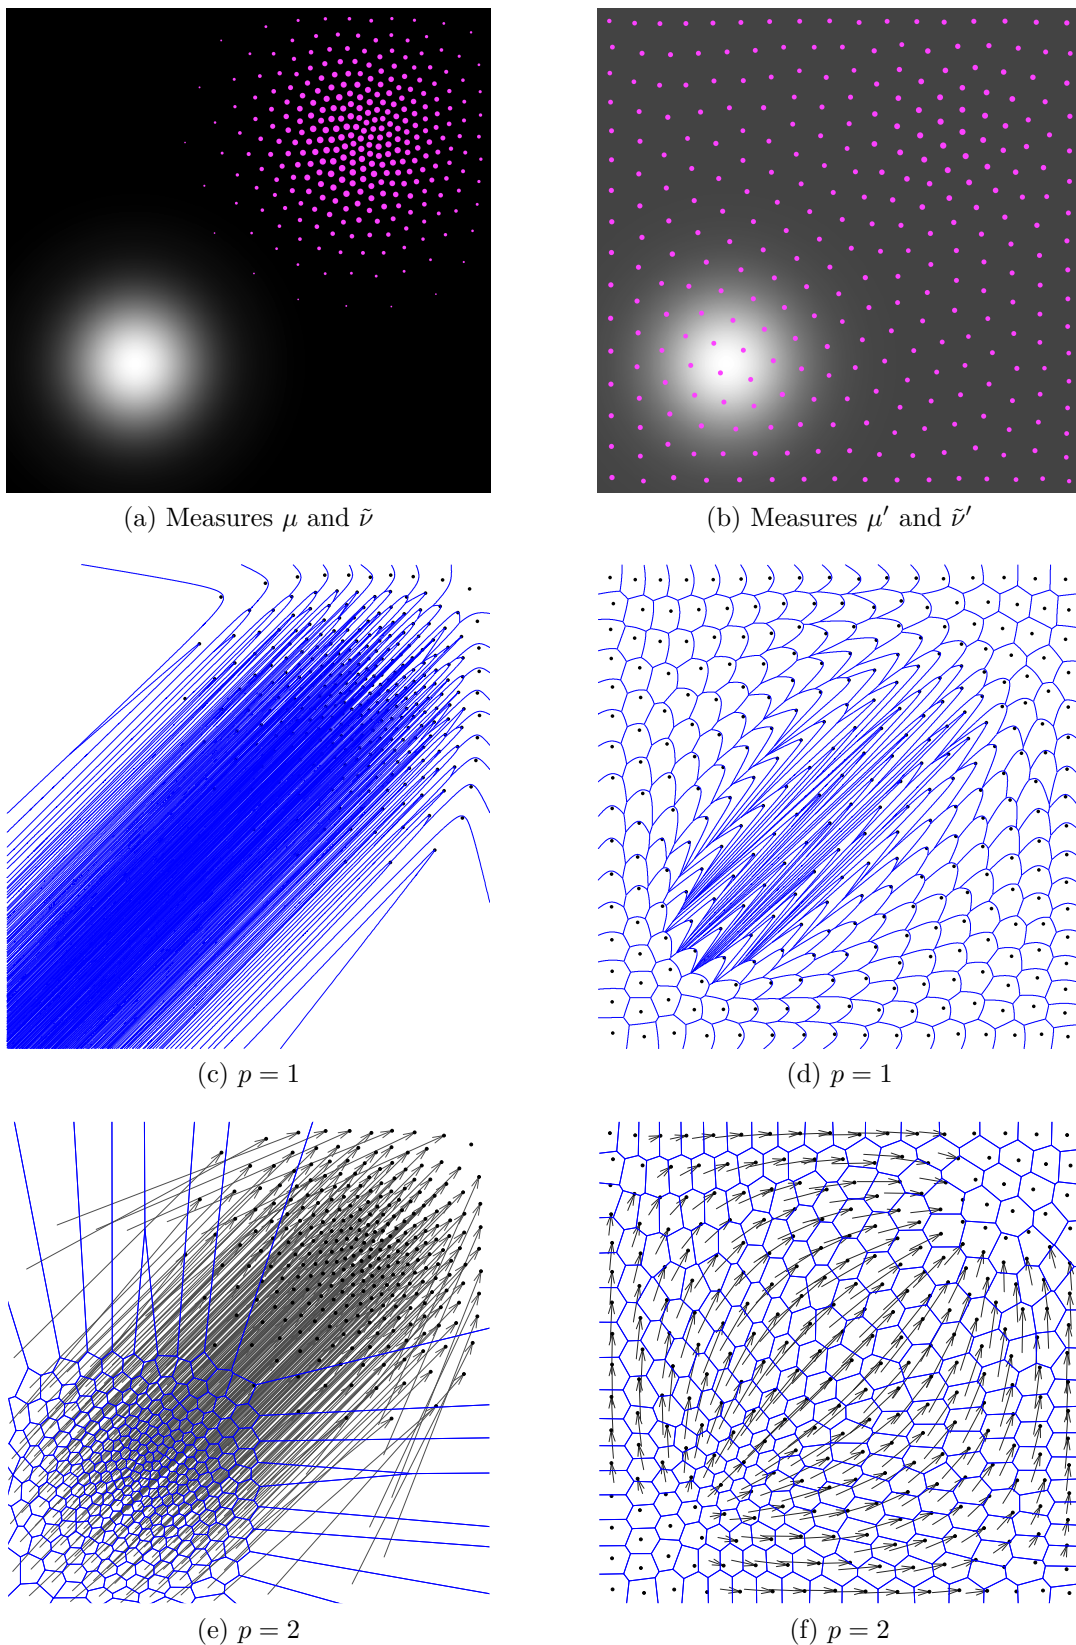 (a) Measures μ and ν̃
(b) Measures μ′ and ν̃′
(c) p = 1
(d) p = 1
(e) p = 2
(f) p = 2